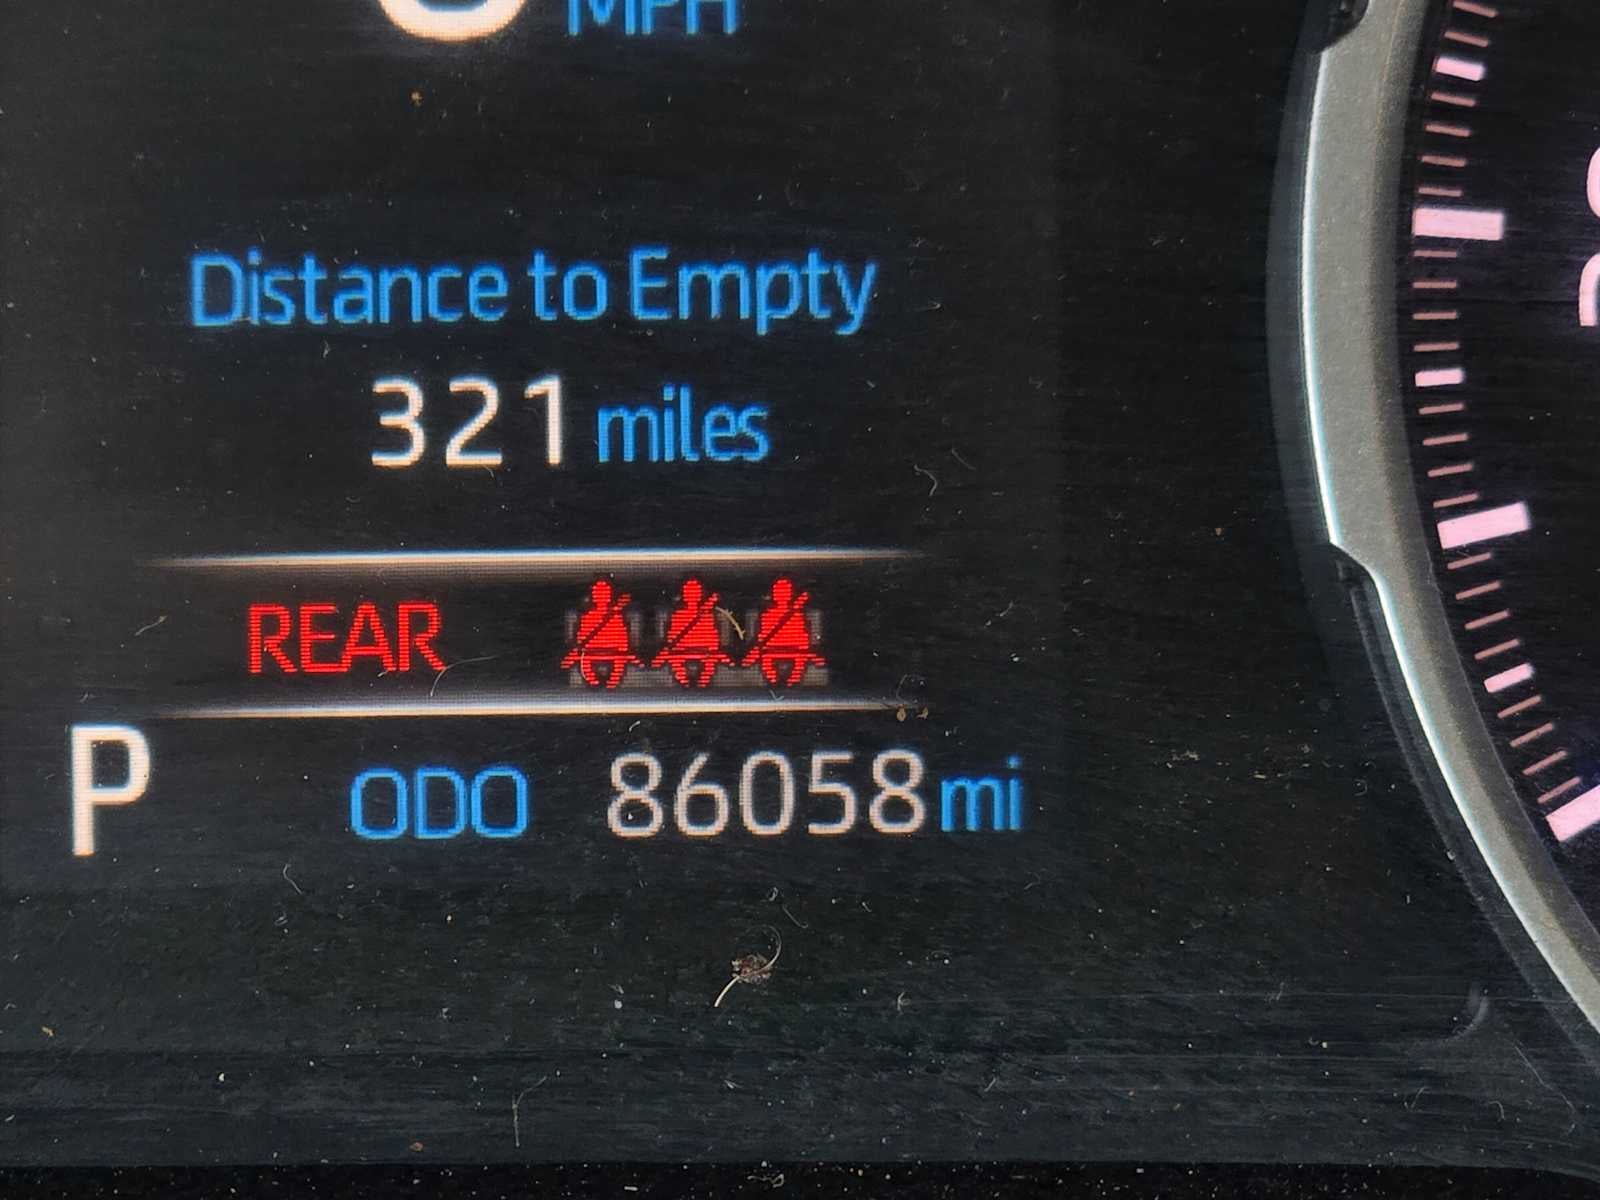 MPH
Distance to Empty
321 miles
REAR
P ODO 86058 mi